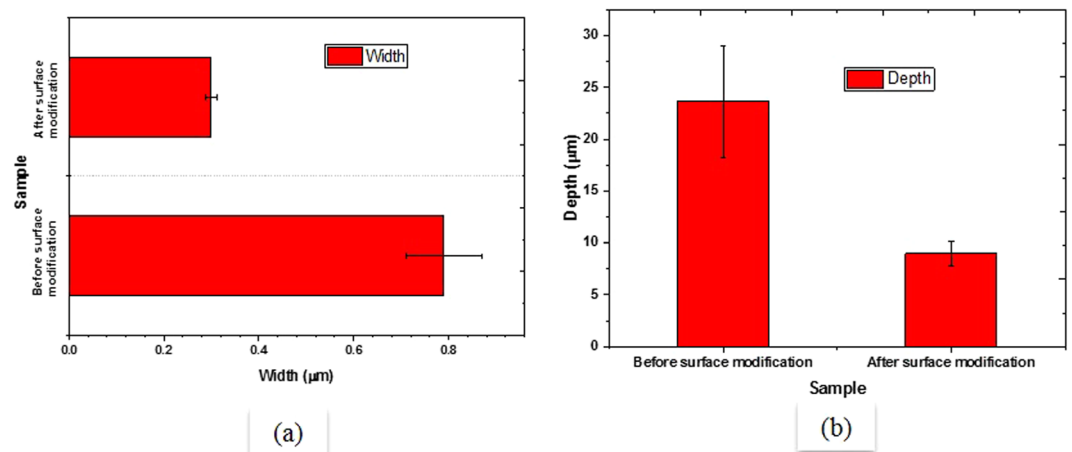 Width
After surface
modification
Before surface
modification
Sample
0.0 0.2 0.4 0.6 0.8
Width (μm)
(a)
Depth
30
25
20
15
10
5
0
Depth (μm)
Before surface modification After surface modification
Sample
(b)